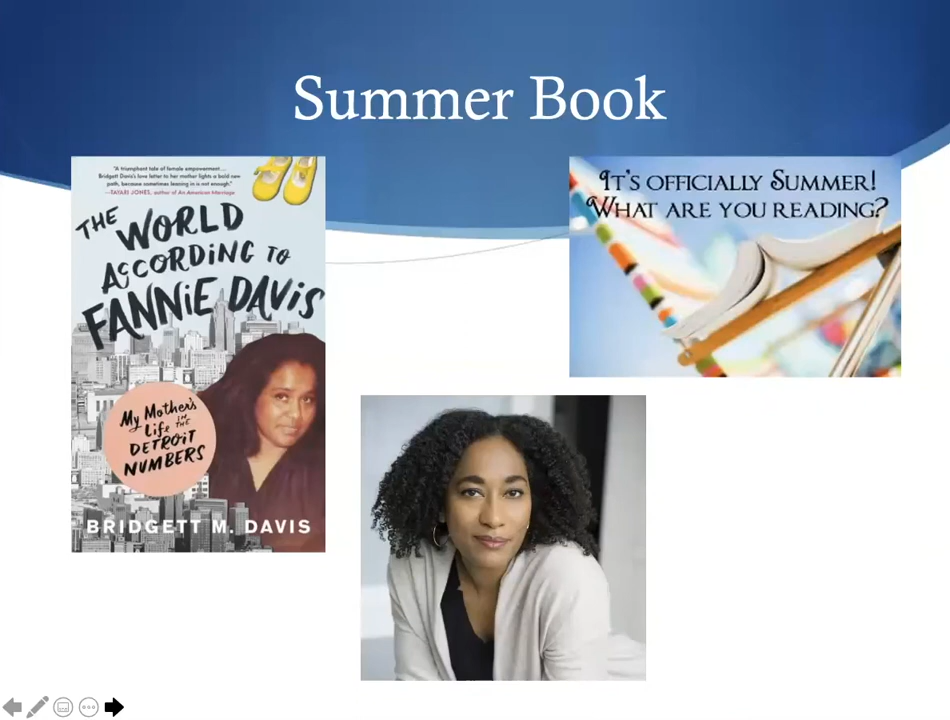 Summer Book
"A triumphant tale of female empowerment...
Bridgett Davis's love letter to her mother lights a bold new
path, because sometimes leaning in is not enough."
—TAYARI JONES, author of An American Marriage
THE WORLD
ACCORDING TO
FANNIE DAVIS
My Mother's
Life IN THE
DETROIT
NUMBERS
BRIDGETT M. DAVIS
It's officially Summer!
What are you reading?